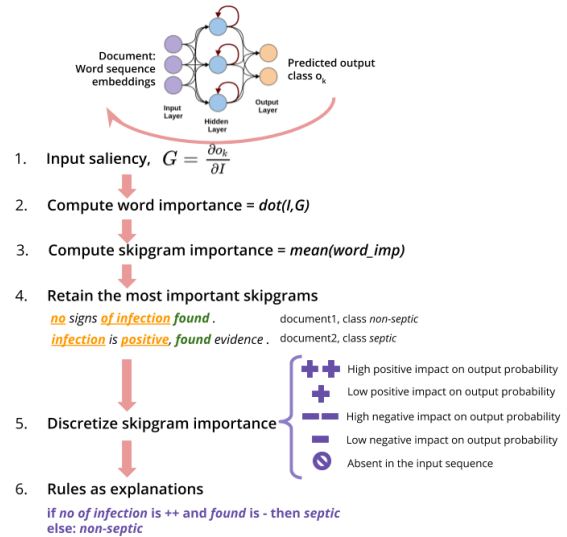 Document:
Word sequence
embeddings
Predicted output
class oₖ
Input
Layer
Hidden
Layer
Output
Layer
1. Input saliency, G = ∂oₖ/∂I
2. Compute word importance = dot(I,G)
3. Compute skipgram importance = mean(word_imp)
4. Retain the most important skipgrams
no signs of infection found . document1, class non-septic
infection is positive, found evidence . document2, class septic
++ High positive impact on output probability
+ Low positive impact on output probability
5. Discretize skipgram importance
-- High negative impact on output probability
- Low negative impact on output probability
Absent in the input sequence
6. Rules as explanations
if no of infection is ++ and found is - then septic
else: non-septic